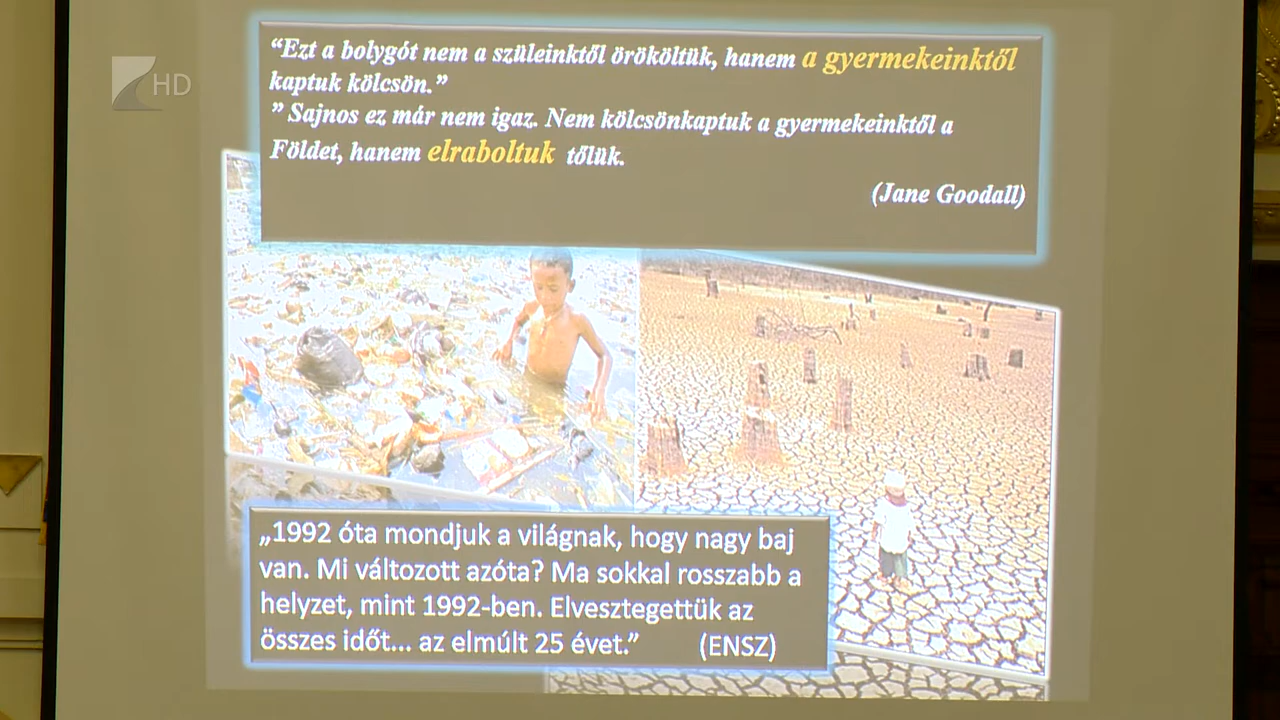 HD
“Ezt a bolygót nem a szüleinktől örököltük, hanem a gyermekeinktől
kaptuk kölcsön.”
” Sajnos ez már nem igaz. Nem kölcsönkaptuk a gyermekeinktől a
Földet, hanem elraboltuk tőlük.
(Jane Goodall)
„1992 óta mondjuk a világnak, hogy nagy baj
van. Mi változott azóta? Ma sokkal rosszabb a
helyzet, mint 1992-ben. Elvesztegettük az
összes időt... az elmúlt 25 évet.” (ENSZ)